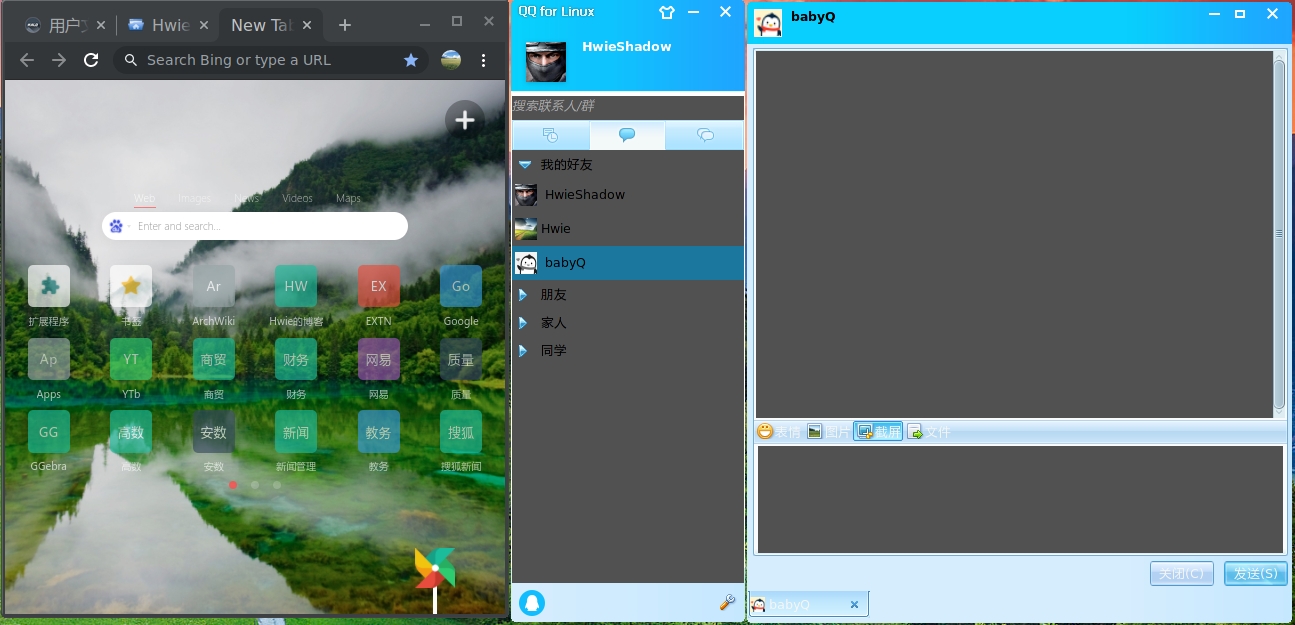 用户文
Hwie
New Tab
Search Bing or type a URL
Web Images News Videos Maps
Enter and search...
Ar HW EX Go
扩展程序 书签 ArchWiki Hwie的博客 EXTN Google
Ap YT 商贸 财务 网易 质量
Apps YTb 商贸 财务 网易 质量
GG 高数 安数 新闻 教务 搜狐
GGebra 高数 安数 新闻管理 教务 搜狐新闻
QQ for Linux
HwieShadow
搜索联系人/群
我的好友
HwieShadow
Hwie
babyQ
朋友
家人
同学
babyQ
表情 图片 截屏 文件
关闭(C) 发送(S)
babyQ